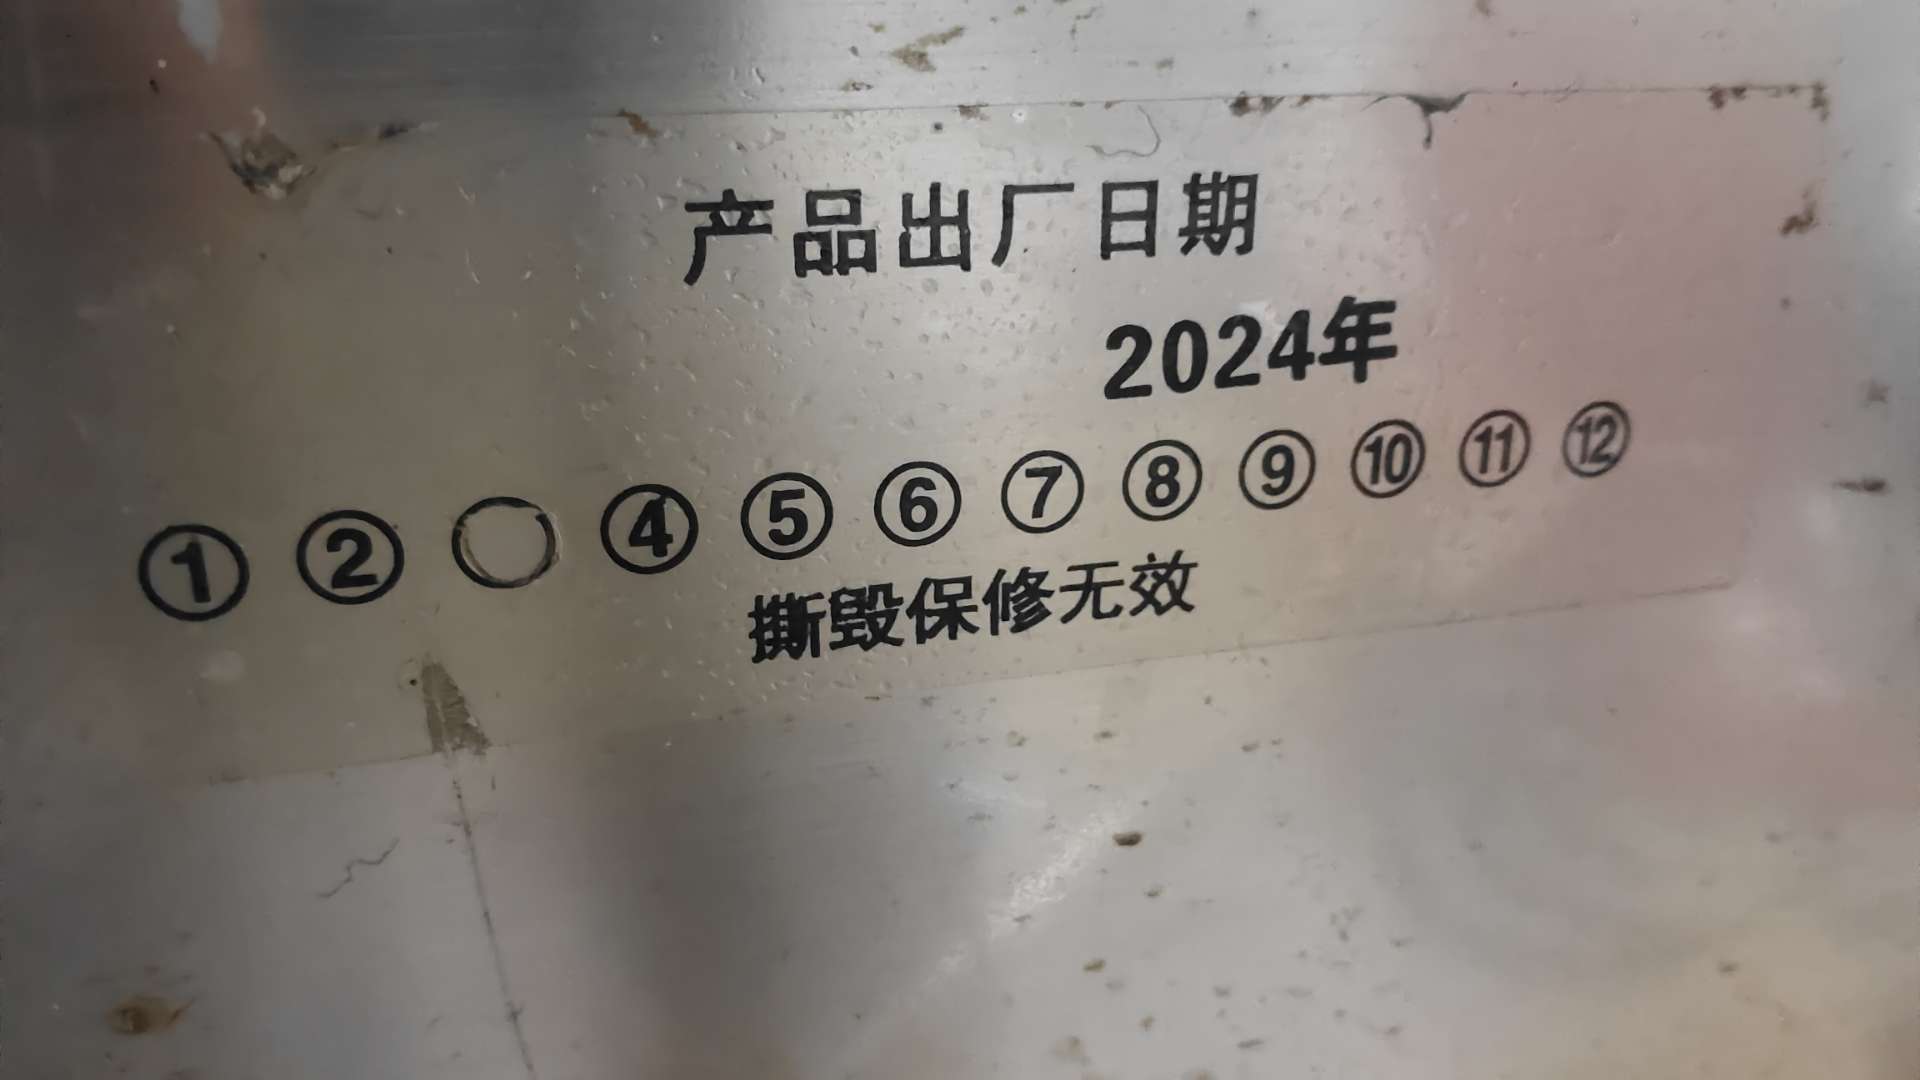 产品出厂日期
2024年
① ② ○ ④ ⑤ ⑥ ⑦ ⑧ ⑨ ⑩ ⑪ ⑫
撕毁保修无效